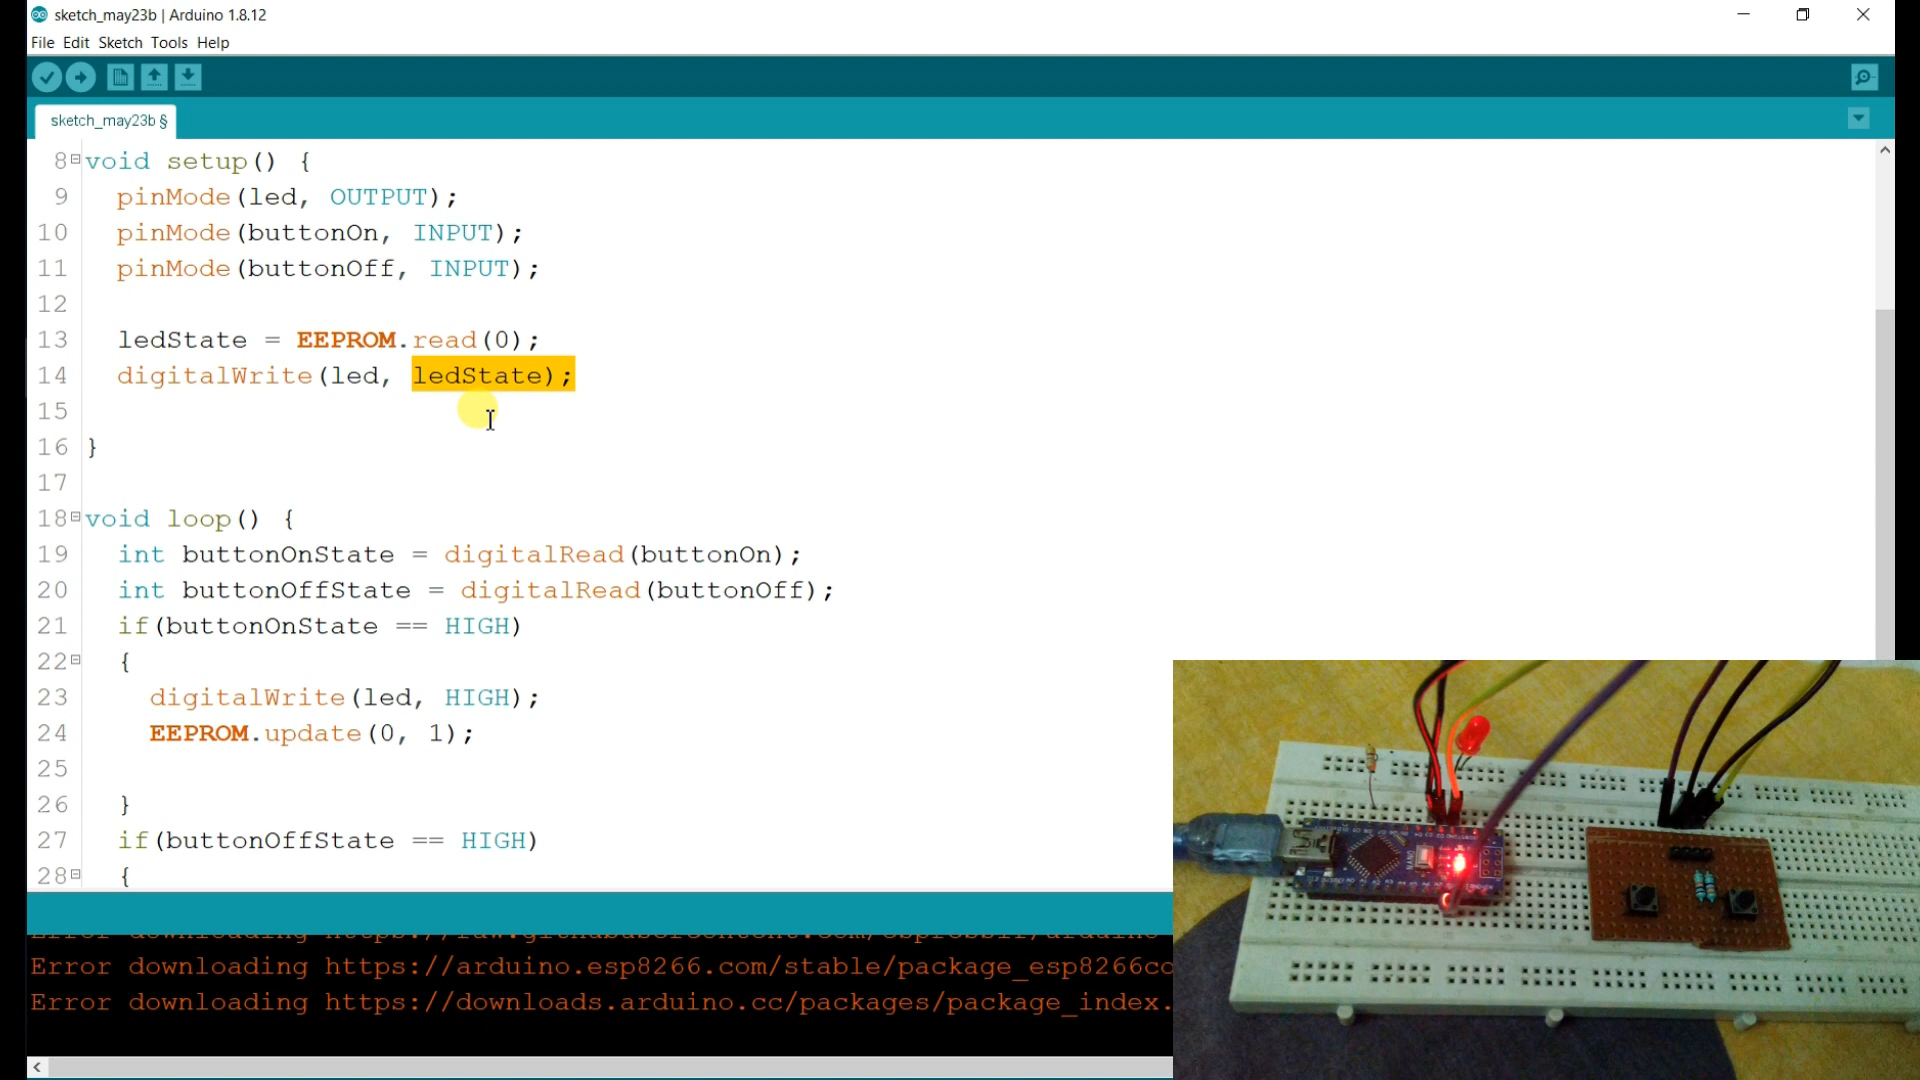 sketch_may23b | Arduino 1.8.12
File Edit Sketch Tools Help
sketch_may23b §
8 void setup() {
9 pinMode(led, OUTPUT);
10 pinMode(buttonOn, INPUT);
11 pinMode(buttonOff, INPUT);
12
13 ledState = EEPROM.read(0);
14 digitalWrite(led, ledState);
15
16 }
17
18 void loop() {
19 int buttonOnState = digitalRead(buttonOn);
20 int buttonOffState = digitalRead(buttonOff);
21 if(buttonOnState == HIGH)
22 {
23 digitalWrite(led, HIGH);
24 EEPROM.update(0, 1);
25
26 }
27 if(buttonOffState == HIGH)
28 {
Error downloading https://arduino.esp8266.com/stable/package_esp8266co
Error downloading https://downloads.arduino.cc/packages/package_index.
NANO